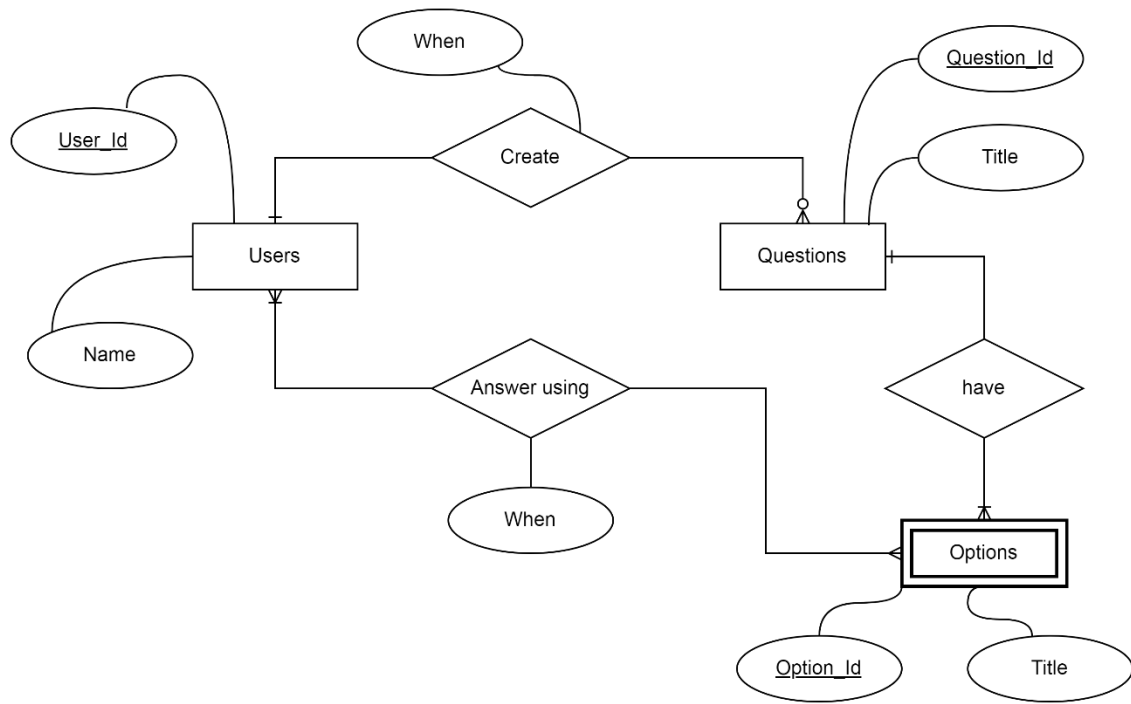 When
Question_Id
User_Id
Create
Title
Users
Questions
Name
Answer using
have
When
Options
Option_Id
Title